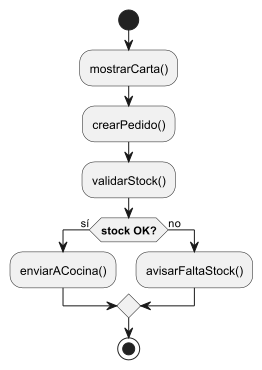 mostrarCarta()
crearPedido()
validarStock()
sí
stock OK?
no
enviarACocina()
avisarFaltaStock()